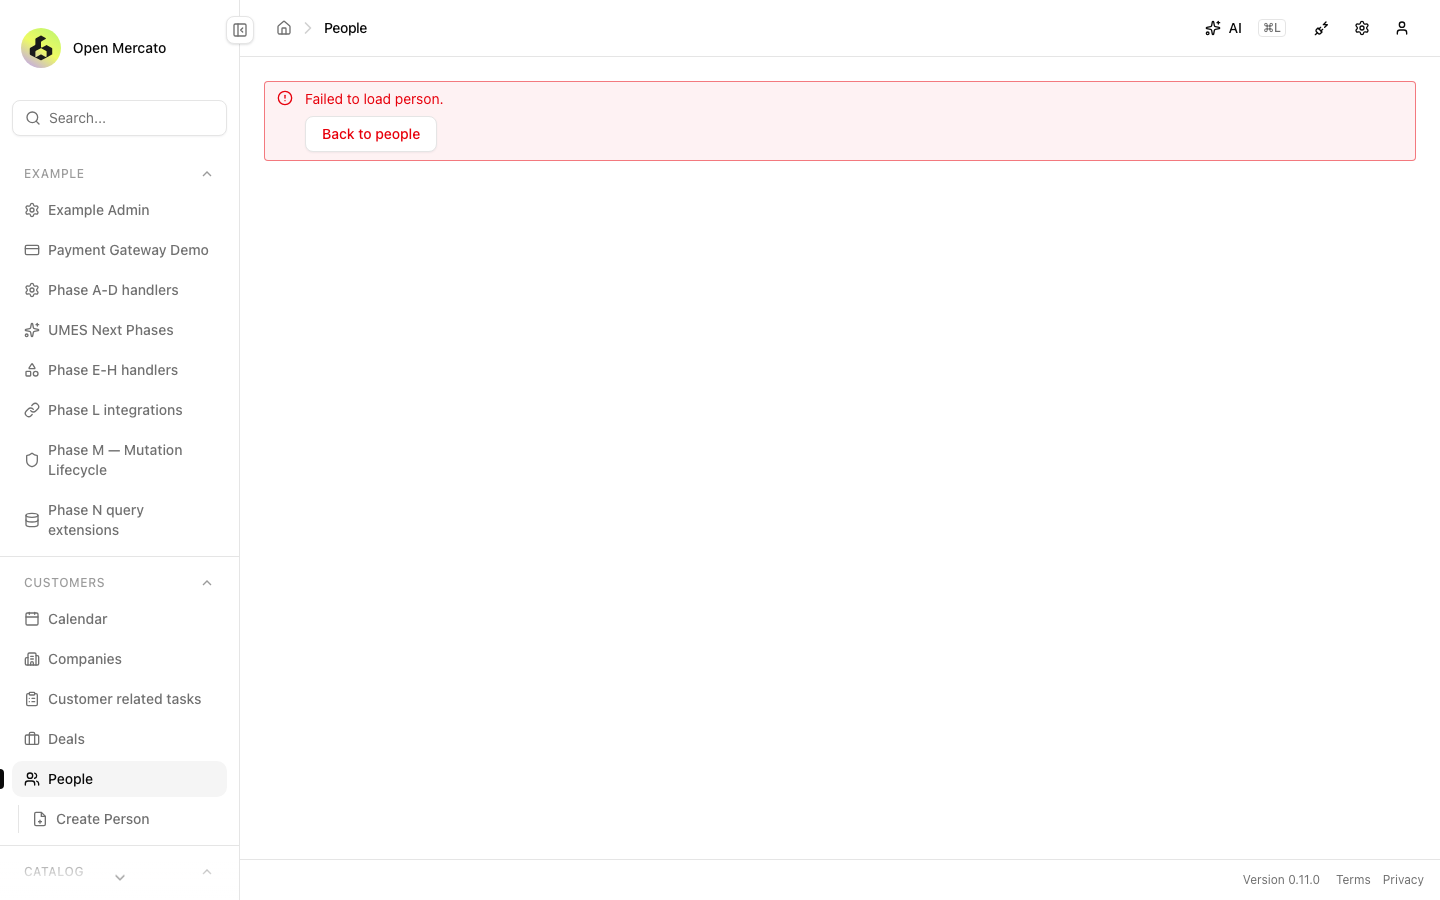 Open Mercato
Search...
EXAMPLE
Example Admin
Payment Gateway Demo
Phase A-D handlers
UMES Next Phases
Phase E-H handlers
Phase L integrations
Phase M — Mutation
Lifecycle
Phase N query
extensions
CUSTOMERS
Calendar
Companies
Customer related tasks
Deals
People
Create Person
CATALOG
People
AI ⌘L
Failed to load person.
Back to people
Version 0.11.0 Terms Privacy